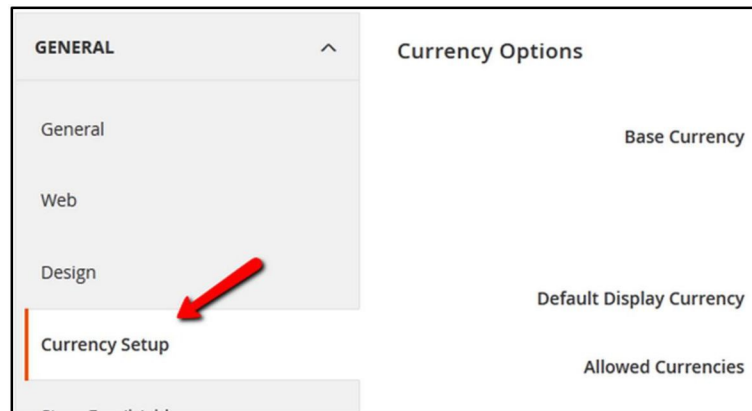 GENERAL
General
Web
Design
Currency Setup
Currency Options
Base Currency
Default Display Currency
Allowed Currencies